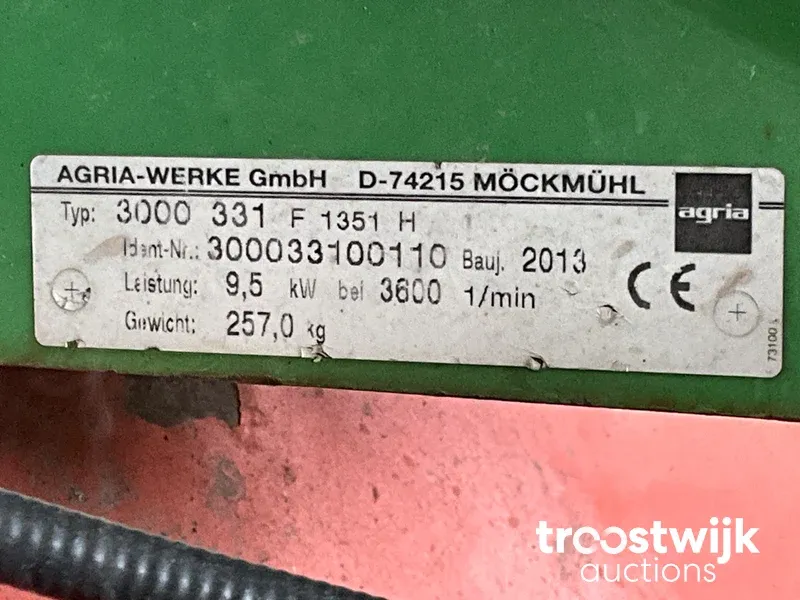 AGRIA-WERKE GmbH D-74215 MÖCKMÜHL
agria
Typ: 3000 331 F 1351 H
Ident-Nr.: 300033100110 Bauj. 2013
Leistung: 9,5 kW bei 3600 1/min
CE
Gewicht: 257,0 kg
73100
troostwijk
auctions